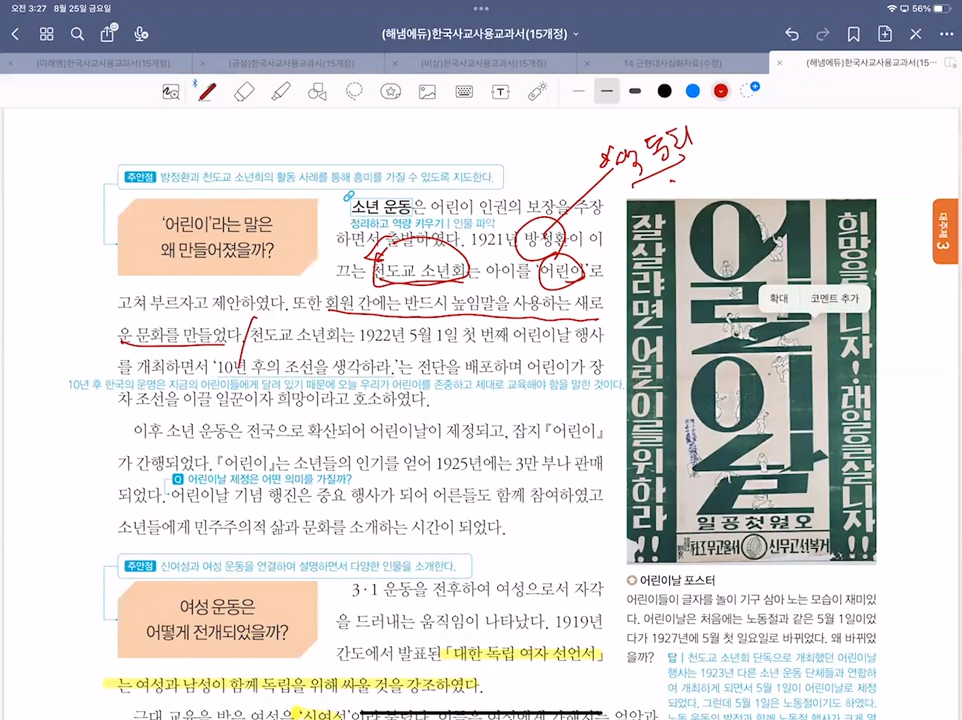 오전 3:27 8월 25일 금요일
56%
(해냄에듀)한국사교사용교과서(15개정)
(미래엔)한국사교사용교과서(15개정)
(금성)한국사교사용교과서(15개정)
(비상)한국사교사용교과서(15개정)
14 근현대사심화자료(수정)
(해냄에듀)한국사교사용교과서(15…
색동회
주안점 방정환과 천도교 소년회의 활동 사례를 통해 흥미를 가질 수 있도록 지도한다.
‘어린이’라는 말은
왜 만들어졌을까?
소년 운동은 어린이 인권의 보장을 주장
정리하고 역량 키우기 | 인물 파악
하면서 출발하였다. 1921년 방정환이 이
끄는 천도교 소년회는 아이를 ‘어린이’로
고쳐 부르자고 제안하였다. 또한 회원 간에는 반드시 높임말을 사용하는 새로
운 문화를 만들었다. 천도교 소년회는 1922년 5월 1일 첫 번째 어린이날 행사
를 개최하면서 ‘10년 후의 조선을 생각하라.’는 전단을 배포하며 어린이가 장
10년 후 한국의 운명은 지금의 어린이들에게 달려 있기 때문에 오늘 우리가 어린이를 존중하고 제대로 교육해야 함을 말한 것이다.
차 조선을 이끌 일꾼이자 희망이라고 호소하였다.
이후 소년 운동은 전국으로 확산되어 어린이날이 제정되고, 잡지 『어린이』
가 간행되었다. 『어린이』는 소년들의 인기를 얻어 1925년에는 3만 부나 판매
Q 어린이날 제정은 어떤 의미를 가질까?
되었다. 어린이날 기념 행진은 중요 행사가 되어 어른들도 함께 참여하였고
소년들에게 민주주의적 삶과 문화를 소개하는 시간이 되었다.
주안점 신여성과 여성 운동을 연결하여 설명하면서 다양한 인물을 소개한다.
여성 운동은
어떻게 전개되었을까?
3·1 운동을 전후하여 여성으로서 자각
을 드러내는 움직임이 나타났다. 1919년
간도에서 발표된 「대한 독립 여자 선언서」
는 여성과 남성이 함께 독립을 위해 싸울 것을 강조하였다.
근대 교육을 받은 여성은 ‘신여성’이라
대주제 3
희망을
내일을 살나자!!
어린이날
잘살랴면 어린이를 위하라!!
확대 코멘트 추가
오월첫공일
어린이날 포스터
어린이들이 글자를 놀이 기구 삼아 노는 모습이 재미있
다. 어린이날은 처음에는 노동절과 같은 5월 1일이었
다가 1927년에 5월 첫 일요일로 바뀌었다. 왜 바뀌었
을까? 답 | 천도교 소년회 단독으로 개최했던 어린이날
행사는 1923년 다른 소년 운동 단체들과 연합하
여 개최하게 되면서 5월 1일이 어린이날로 제정
되었다. 그런데 5월 1일은 노동절이기도 하였다.